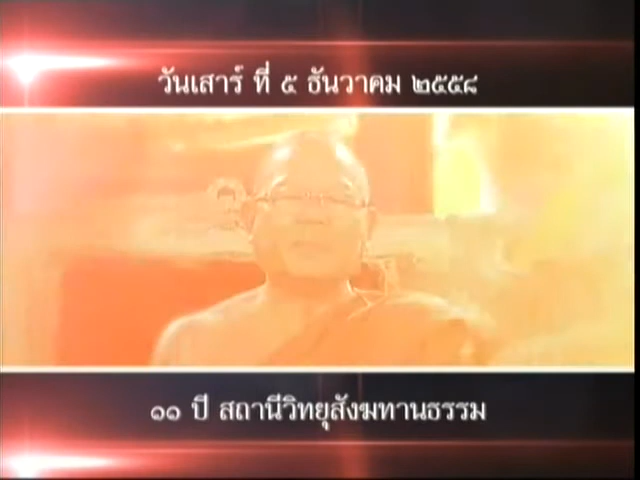 วันเสาร์ ที่ ๕ ธันวาคม ๒๕๕๘
๑๑ ปี สถานีวิทยุสังฆทานธรรม